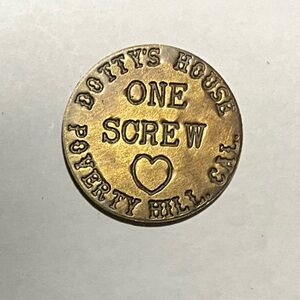 DOTTY'S HOUSE
ONE
SCREW
POVERTY HILL, CAL.